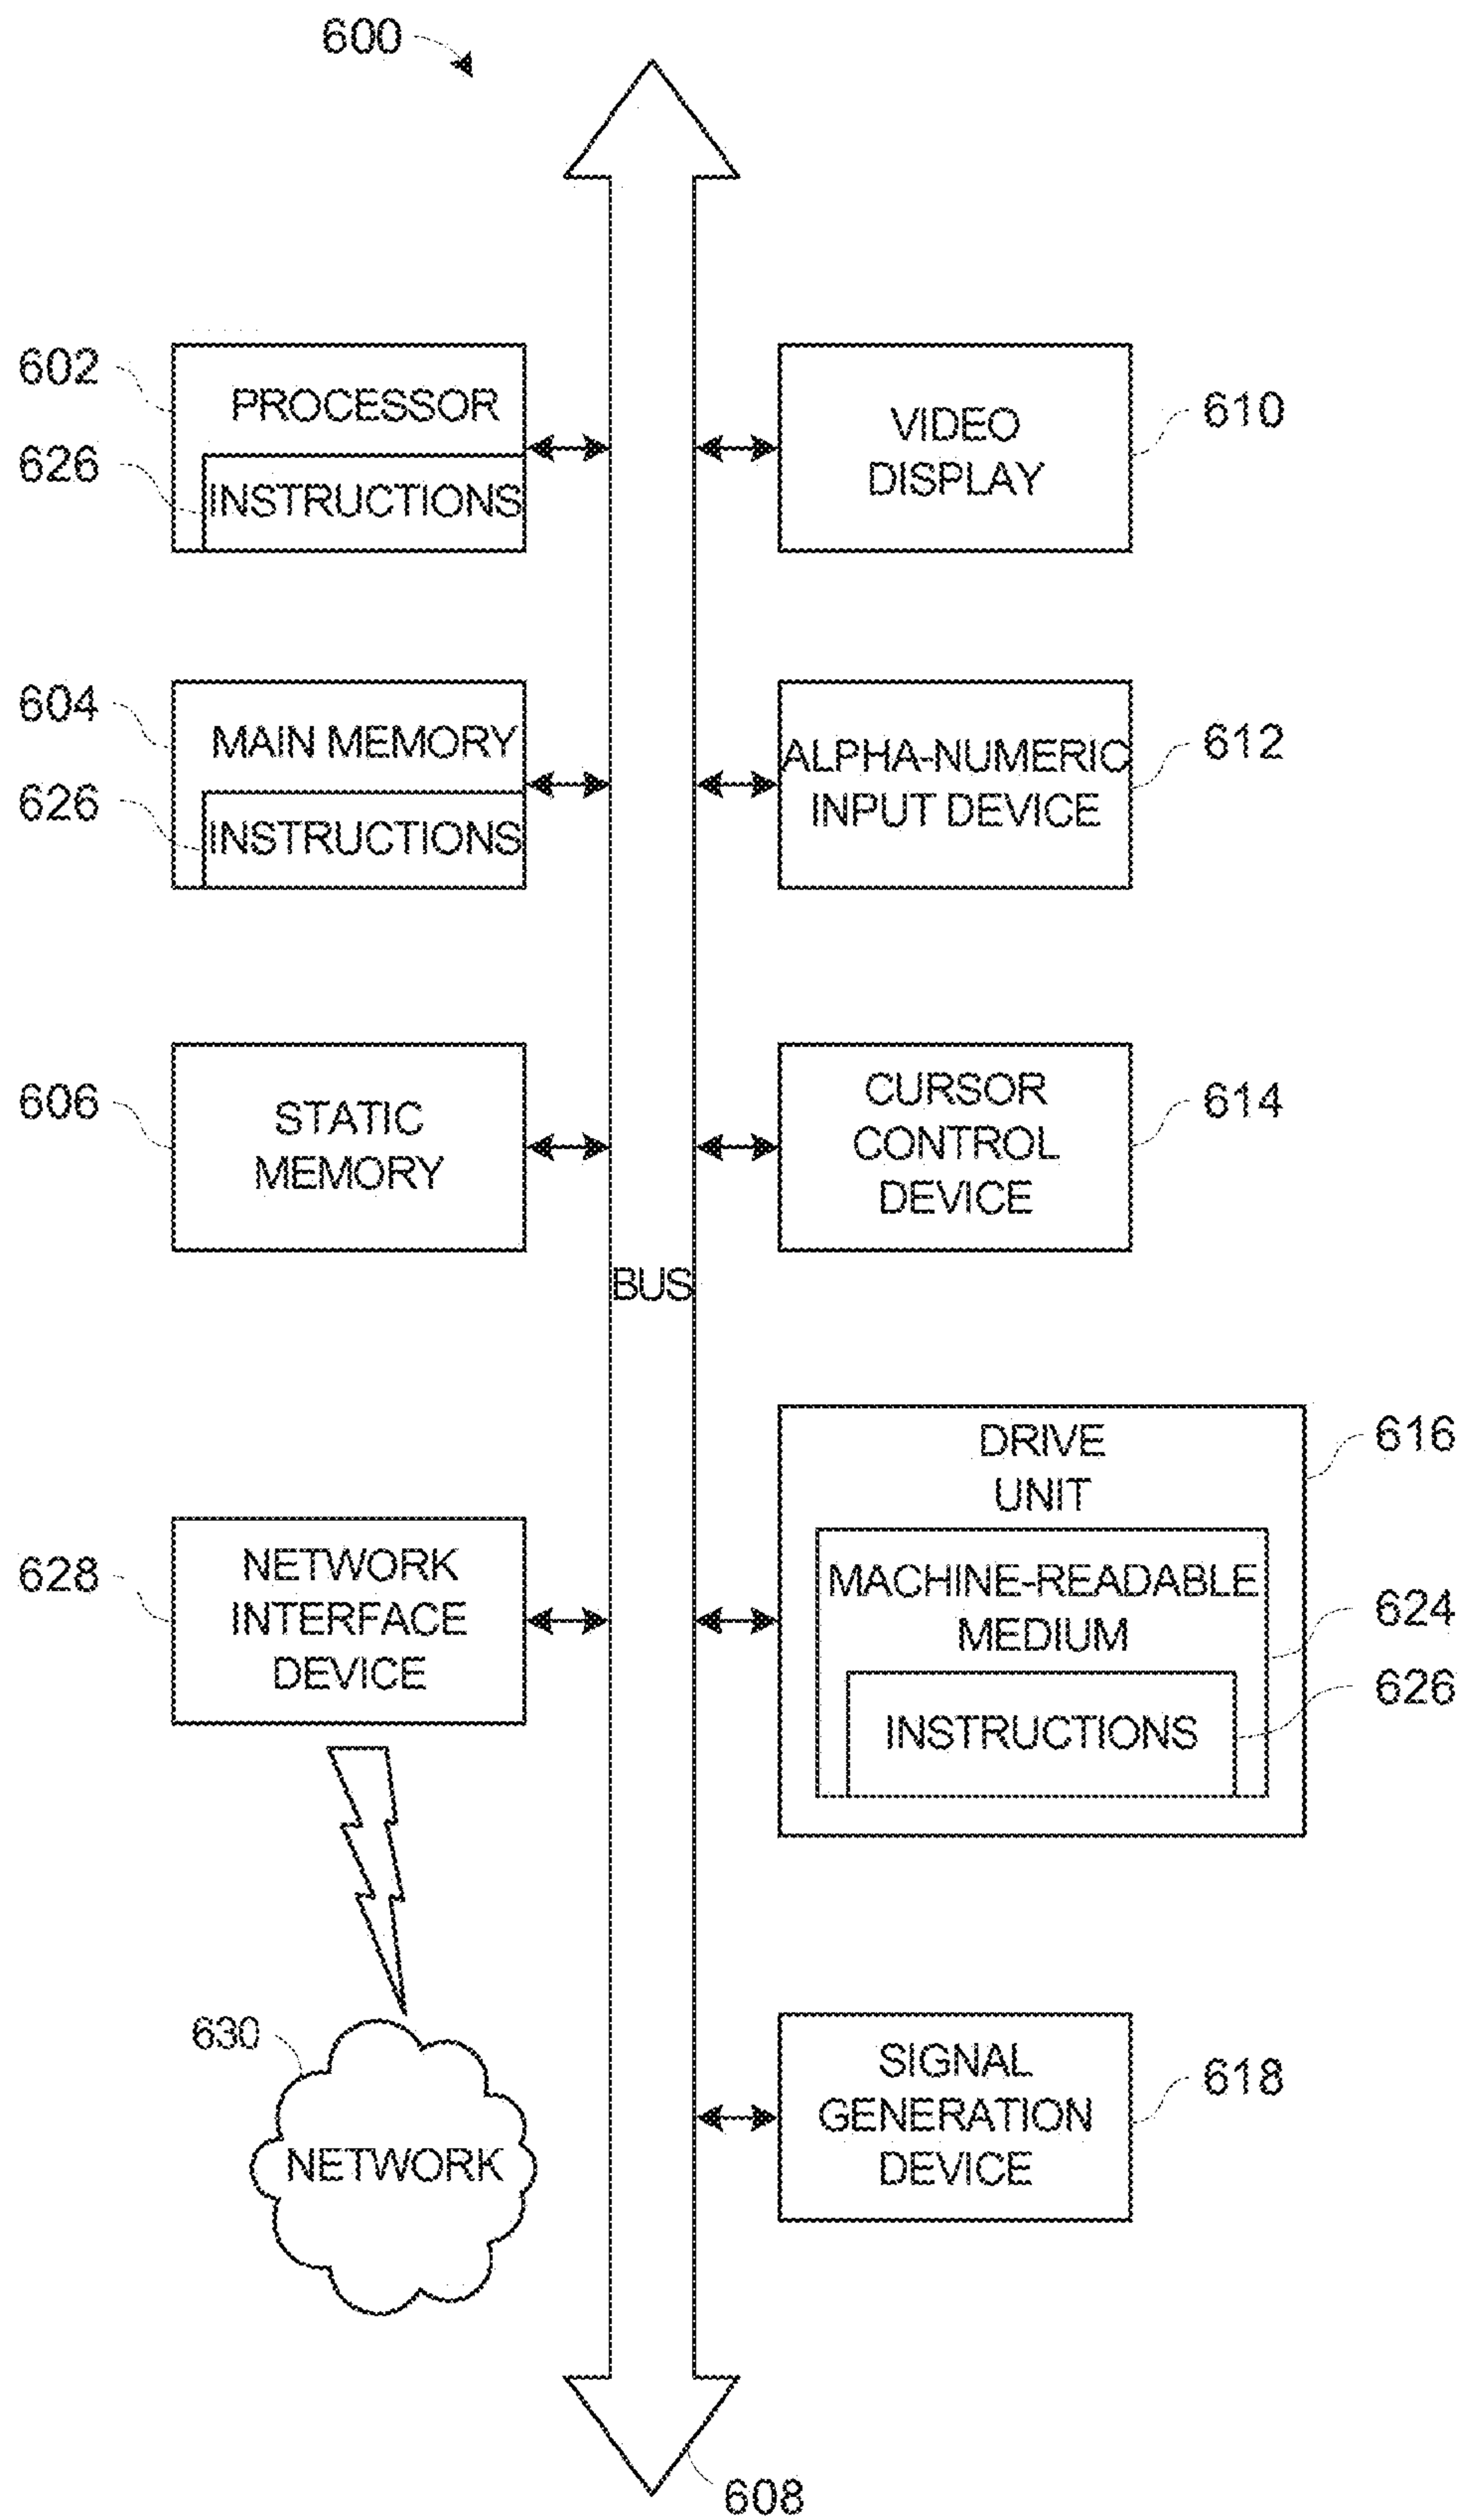 600
602
PROCESSOR
626
INSTRUCTIONS
VIDEO
DISPLAY
610
604
MAIN MEMORY
626
INSTRUCTIONS
ALPHA-NUMERIC
INPUT DEVICE
612
606
STATIC
MEMORY
CURSOR
CONTROL
DEVICE
614
BUS
628
NETWORK
INTERFACE
DEVICE
DRIVE
UNIT
616
MACHINE-READABLE
MEDIUM
624
INSTRUCTIONS
626
630
NETWORK
SIGNAL
GENERATION
DEVICE
618
608